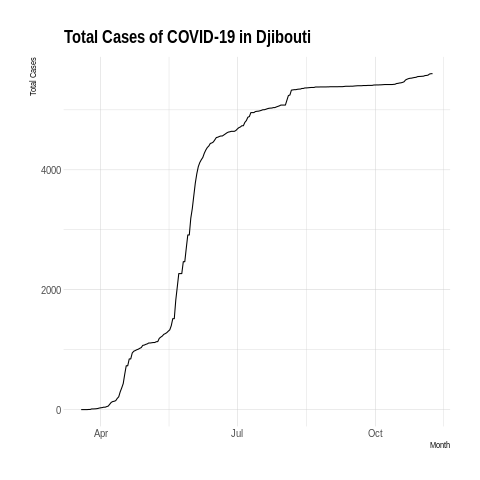 Total Cases of COVID-19 in Djibouti
Total Cases
4000
2000
0
Apr Jul Oct
Month